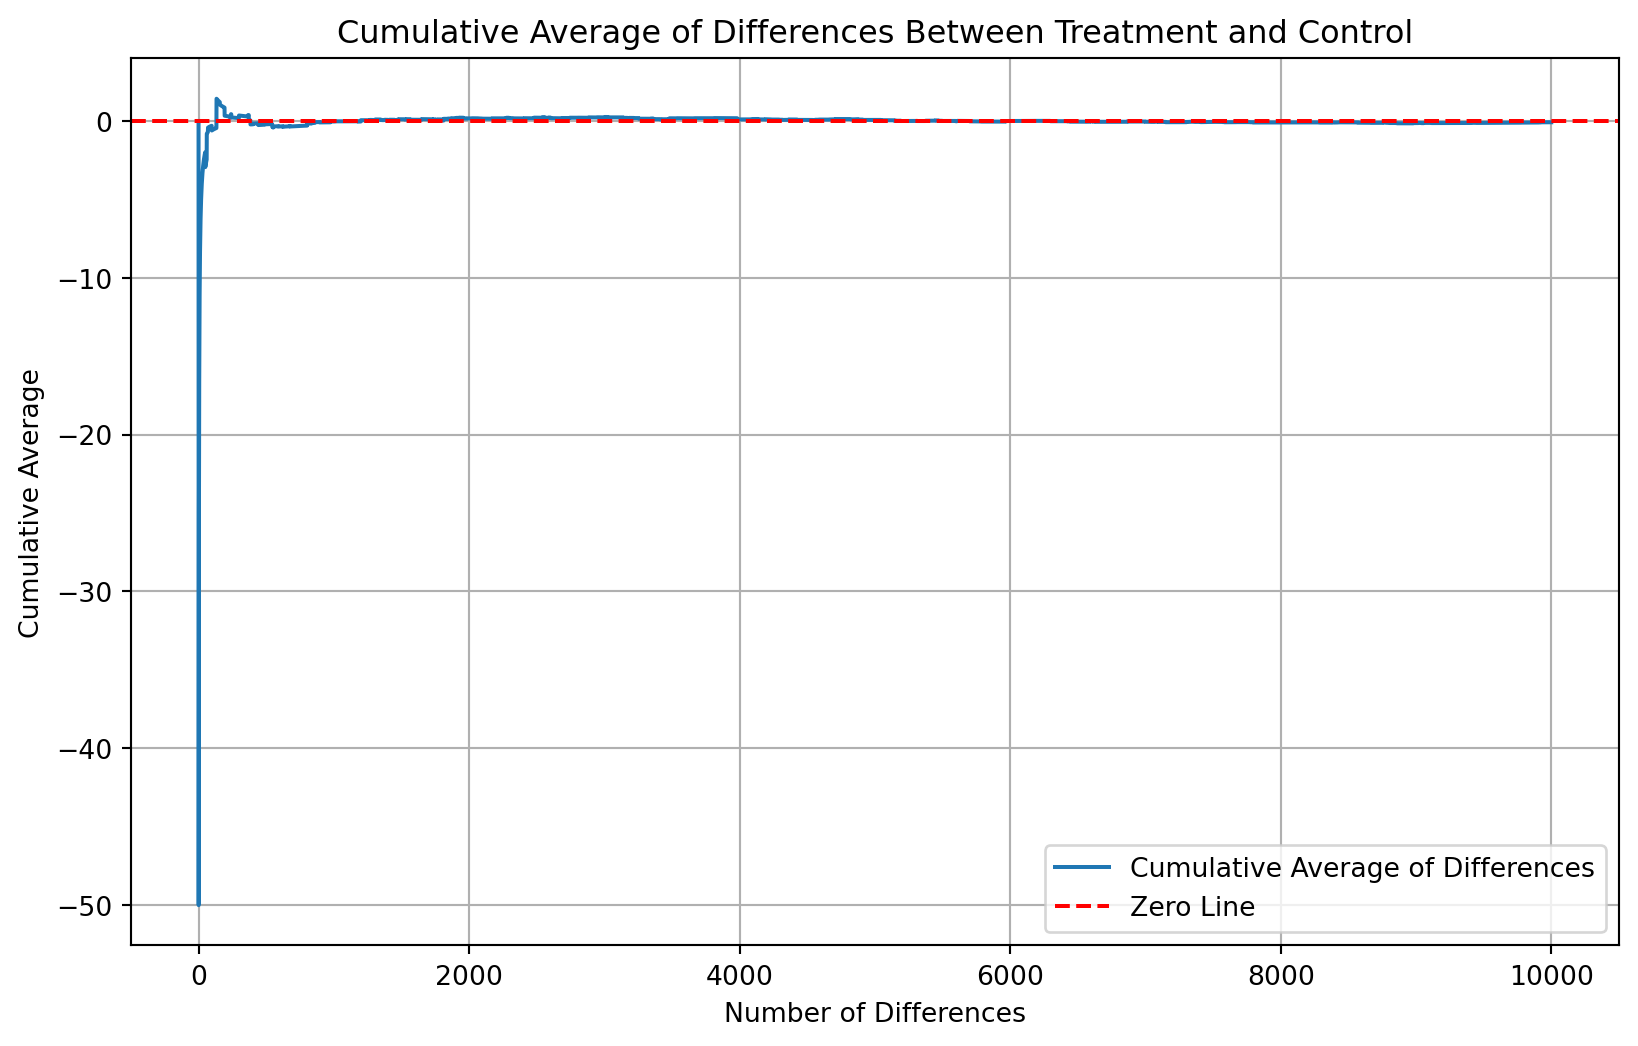 Cumulative Average of Differences Between Treatment and Control
Cumulative Average
0
−10
−20
−30
−40
−50
Cumulative Average of Differences
Zero Line
0 2000 4000 6000 8000 10000
Number of Differences